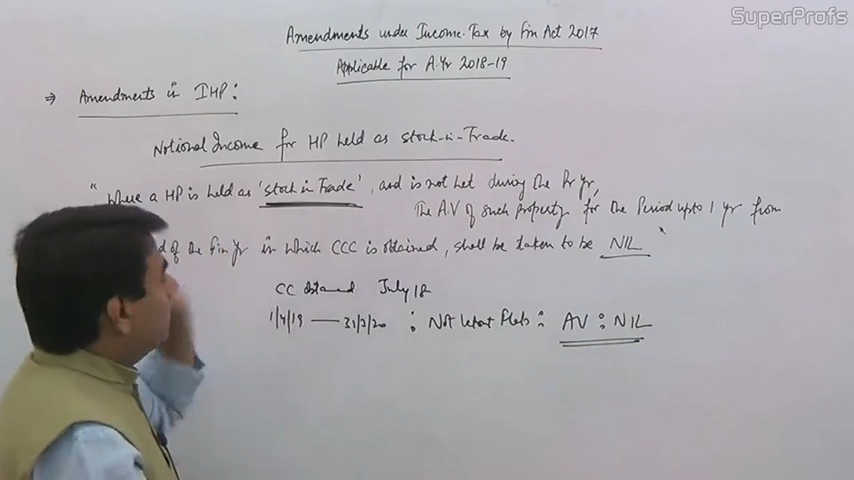 SuperProfs
Amendments under Income Tax by Fin Act 2017
Applicable for A.Yr 2018-19
⇒ Amendments in IHP:
Notional Income for HP held as Stock-in-Trade.
"Where a HP is held as 'Stock in Trade', and is not Let during the Pr Yr,
The A.V of such Property for the Period upto 1 yr from
d of the Fin Yr in which CCC is obtained, shall be taken to be NIL
CC obtained July 18
1/4/19 — 31/3/20 : Not letout Flats : AV : NIL